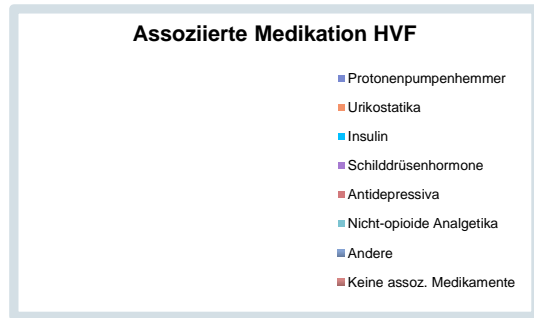 Assoziierte Medikation HVF
Protonenpumpenhemmer
Urikostatika
Insulin
Schilddrüsenhormone
Antidepressiva
Nicht-opioide Analgetika
Andere
Keine assoz. Medikamente